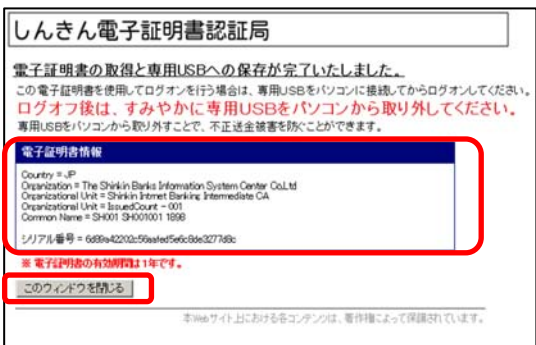 しんきん電子証明書認証局
電子証明書の取得と専用USBへの保存が完了いたしました。
この電子証明書を使用してログオンを行う場合は、専用USBをパソコンに接続してからログオンしてください。
ログオフ後は、すみやかに専用USBをパソコンから取り外してください。
専用USBをパソコンから取り外すことで、不正送金被害を防ぐことができます。
電子証明書情報
Country = JP
Organization = The Shinkin Banks Information System Center Co,Ltd
Organizational Unit = Shinkin Internet Banking Intermediate CA
Organizational Unit = IssuedCount - 001
Common Name = SH001 SH001001 1898
シリアル番号 =
※ 電子証明書の有効期間は1年です。
このウィンドウを閉じる
本Webサイト上における各コンテンツは、著作権によって保護されています。